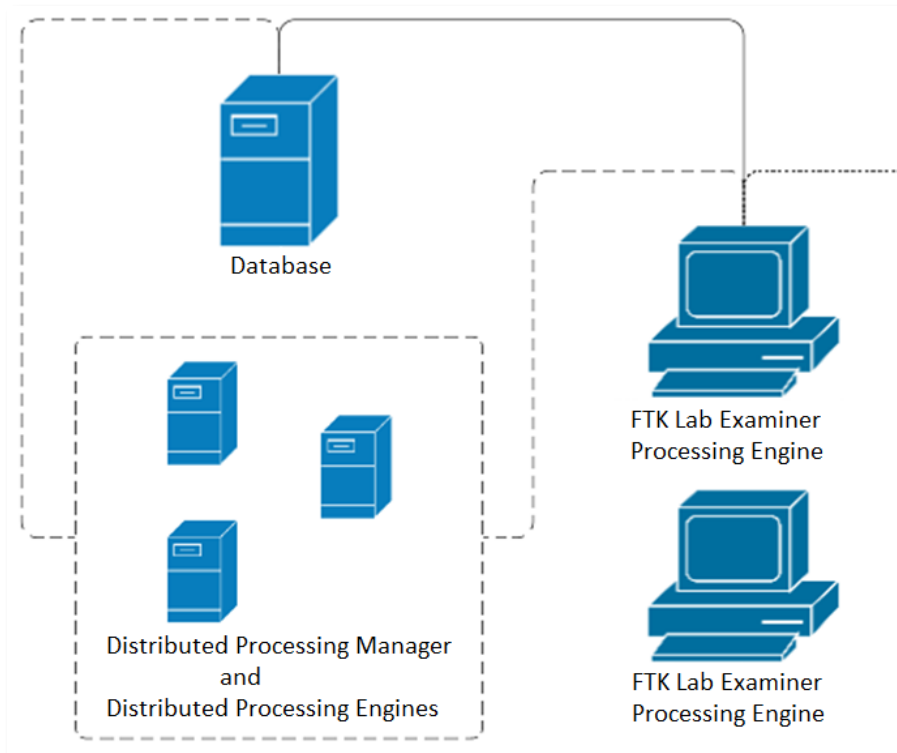 Database
FTK Lab Examiner
Processing Engine
Distributed Processing Manager
and
Distributed Processing Engines
FTK Lab Examiner
Processing Engine